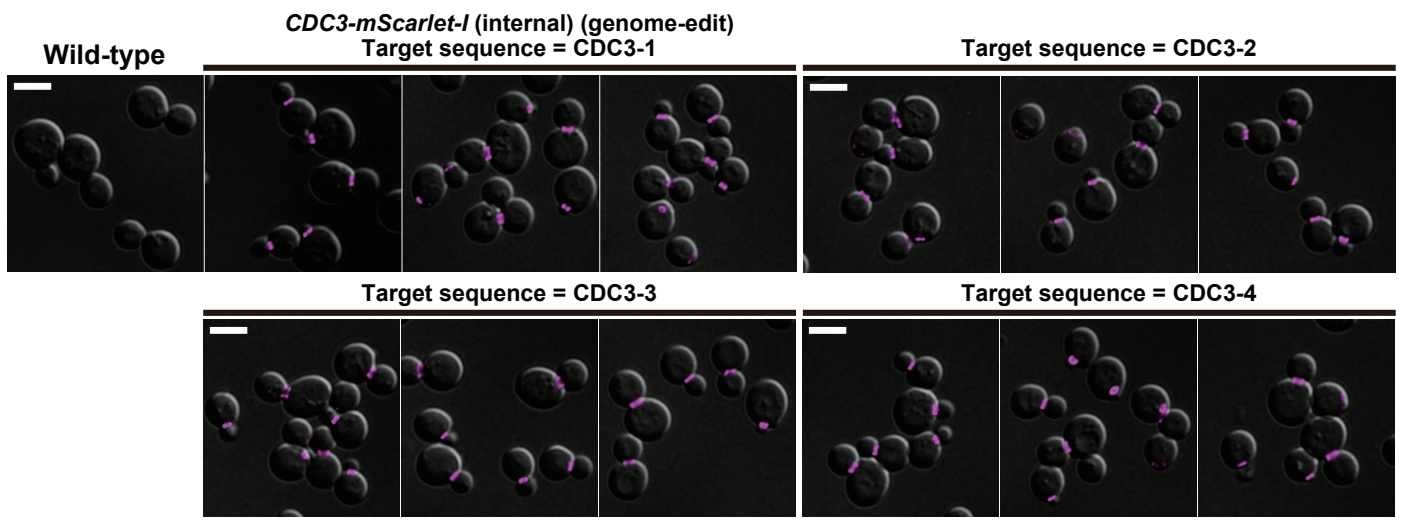 CDC3-mScarlet-I (internal) (genome-edit)
Wild-type
Target sequence = CDC3-1
Target sequence = CDC3-2
Target sequence = CDC3-3
Target sequence = CDC3-4